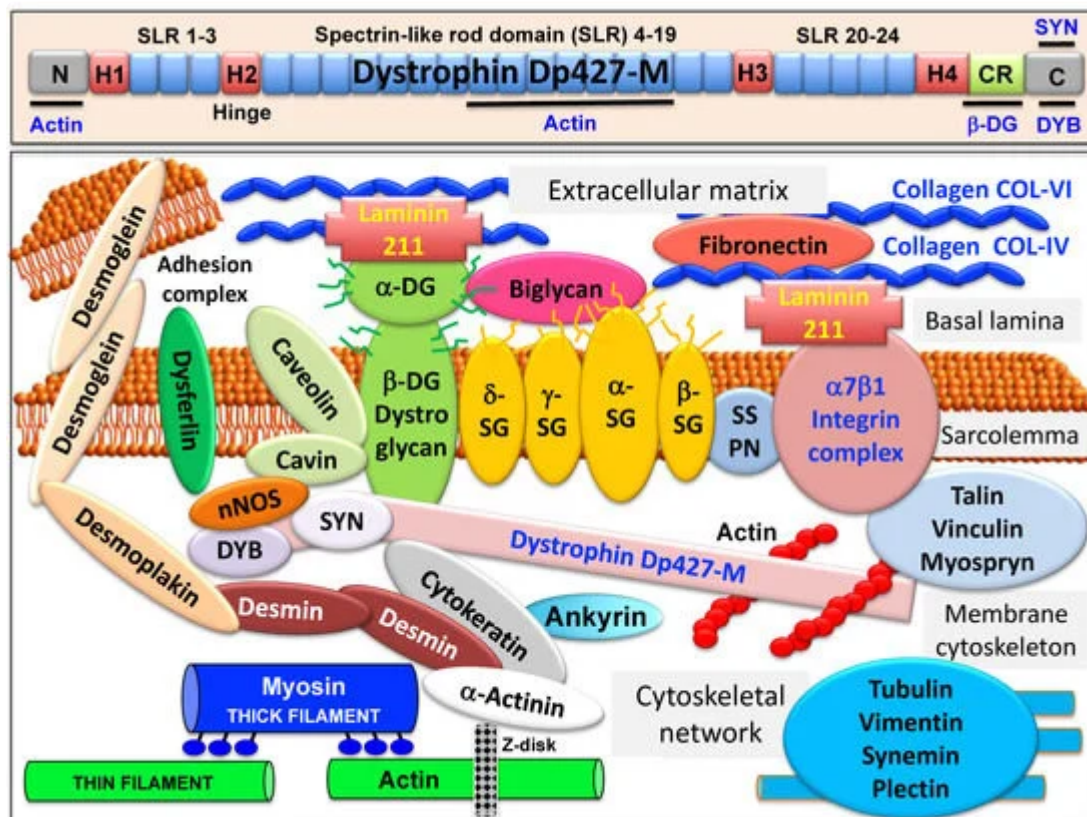 SLR 1-3
Spectrin-like rod domain (SLR) 4-19
SLR 20-24
SYN
N
H1
H2
Dystrophin Dp427-M
H3
H4
CR
C
Hinge
Actin
Actin
β-DG
DYB
Extracellular matrix
Collagen COL-VI
Laminin
211
Fibronectin
Collagen COL-IV
Desmoglein
Adhesion
complex
α-DG
Biglycan
Laminin
211
Basal lamina
Desmoglein
Dysferlin
Caveolin
β-DG
Dystro
glycan
δ-
SG
γ-
SG
α-
SG
β-
SG
SS
PN
α7β1
Integrin
complex
Sarcolemma
Cavin
nNOS
SYN
DYB
Dystrophin Dp427-M
Actin
Talin
Vinculin
Myospryn
Desmoplakin
Desmin
Desmin
Cytokeratin
Ankyrin
Membrane
cytoskeleton
Myosin
THICK FILAMENT
α-Actinin
Z-disk
Cytoskeletal
network
Tubulin
Vimentin
Synemin
Plectin
THIN FILAMENT
Actin